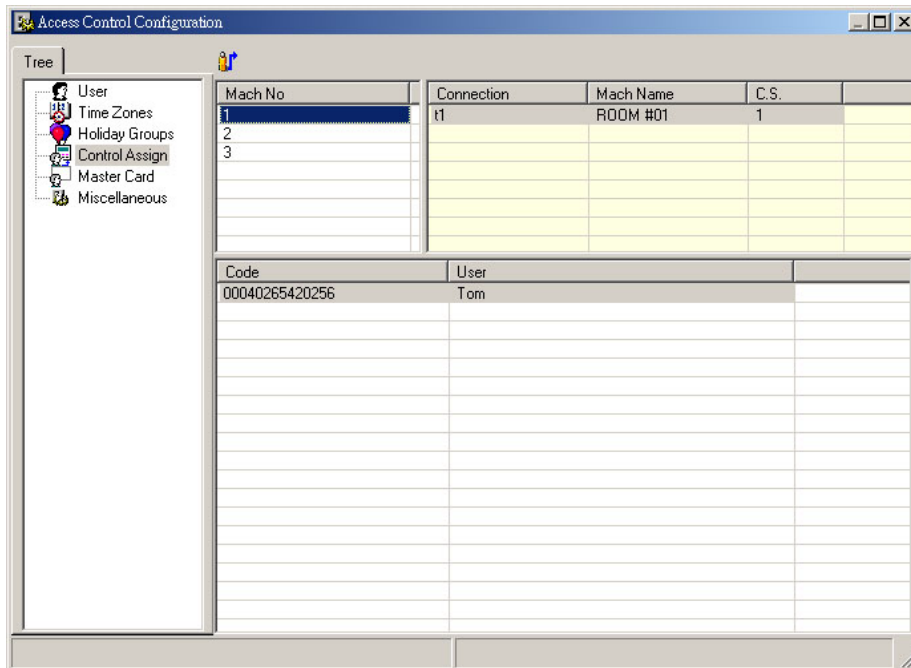 Access Control Configuration
Tree
User
Time Zones
Holiday Groups
Control Assign
Master Card
Miscellaneous
Mach No
1
2
3
Connection Mach Name C.S.
t1 ROOM #01 1
Code User
00040265420256 Tom